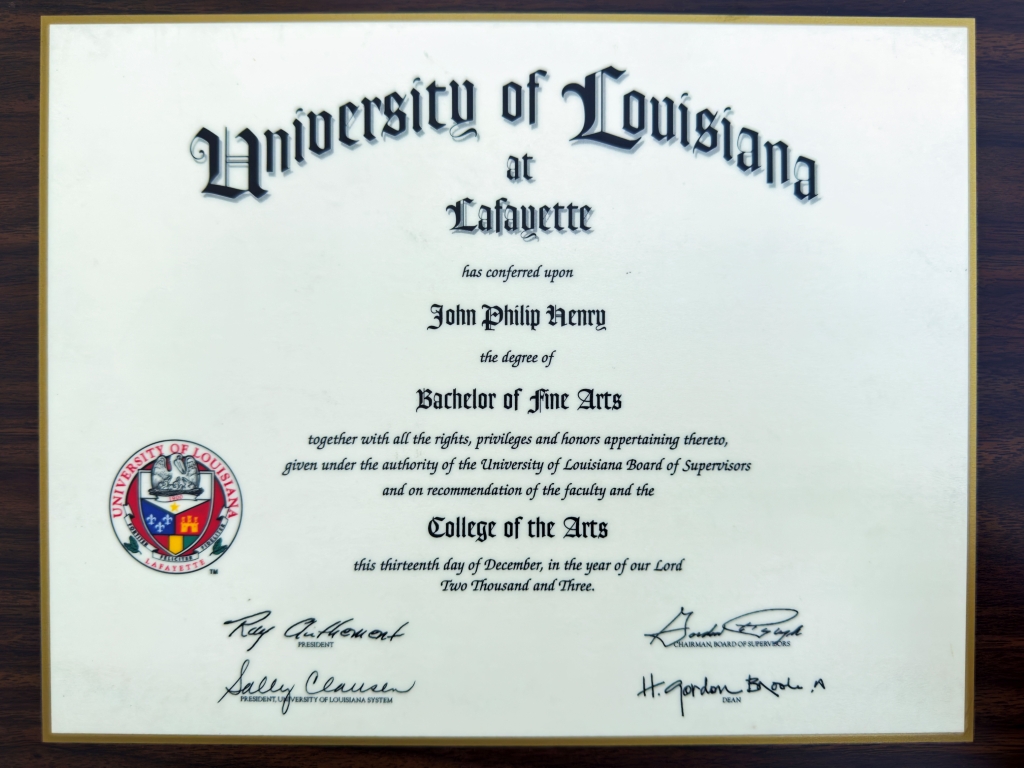 University of Louisiana
at
Lafayette
has conferred upon
John Philip Henry
the degree of
Bachelor of Fine Arts
together with all the rights, privileges and honors appertaining thereto,
given under the authority of the University of Louisiana Board of Supervisors
and on recommendation of the faculty and the
College of the Arts
this thirteenth day of December, in the year of our Lord
Two Thousand and Three.
UNIVERSITY OF LOUISIANA
LAFAYETTE
TM
Ray Authement
PRESIDENT
Gordon
CHAIRMAN, BOARD OF SUPERVISORS
Sally Clausen
PRESIDENT, UNIVERSITY OF LOUISIANA SYSTEM
H. Gordon
DEAN